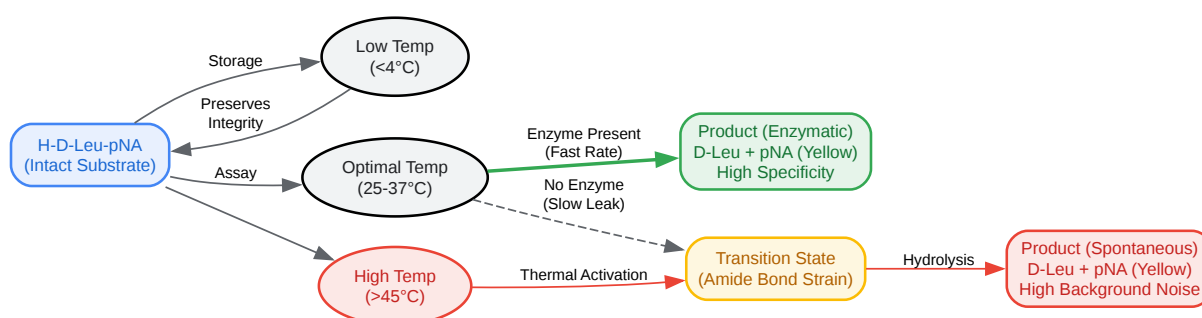 Low Temp
(<4°C)
Storage
Preserves
Integrity
H-D-Leu-pNA
(Intact Substrate)
Assay
Optimal Temp
(25-37°C)
Enzyme Present
(Fast Rate)
Product (Enzymatic)
D-Leu + pNA (Yellow)
High Specificity
No Enzyme
(Slow Leak)
High Temp
(>45°C)
Thermal Activation
Transition State
(Amide Bond Strain)
Hydrolysis
Product (Spontaneous)
D-Leu + pNA (Yellow)
High Background Noise